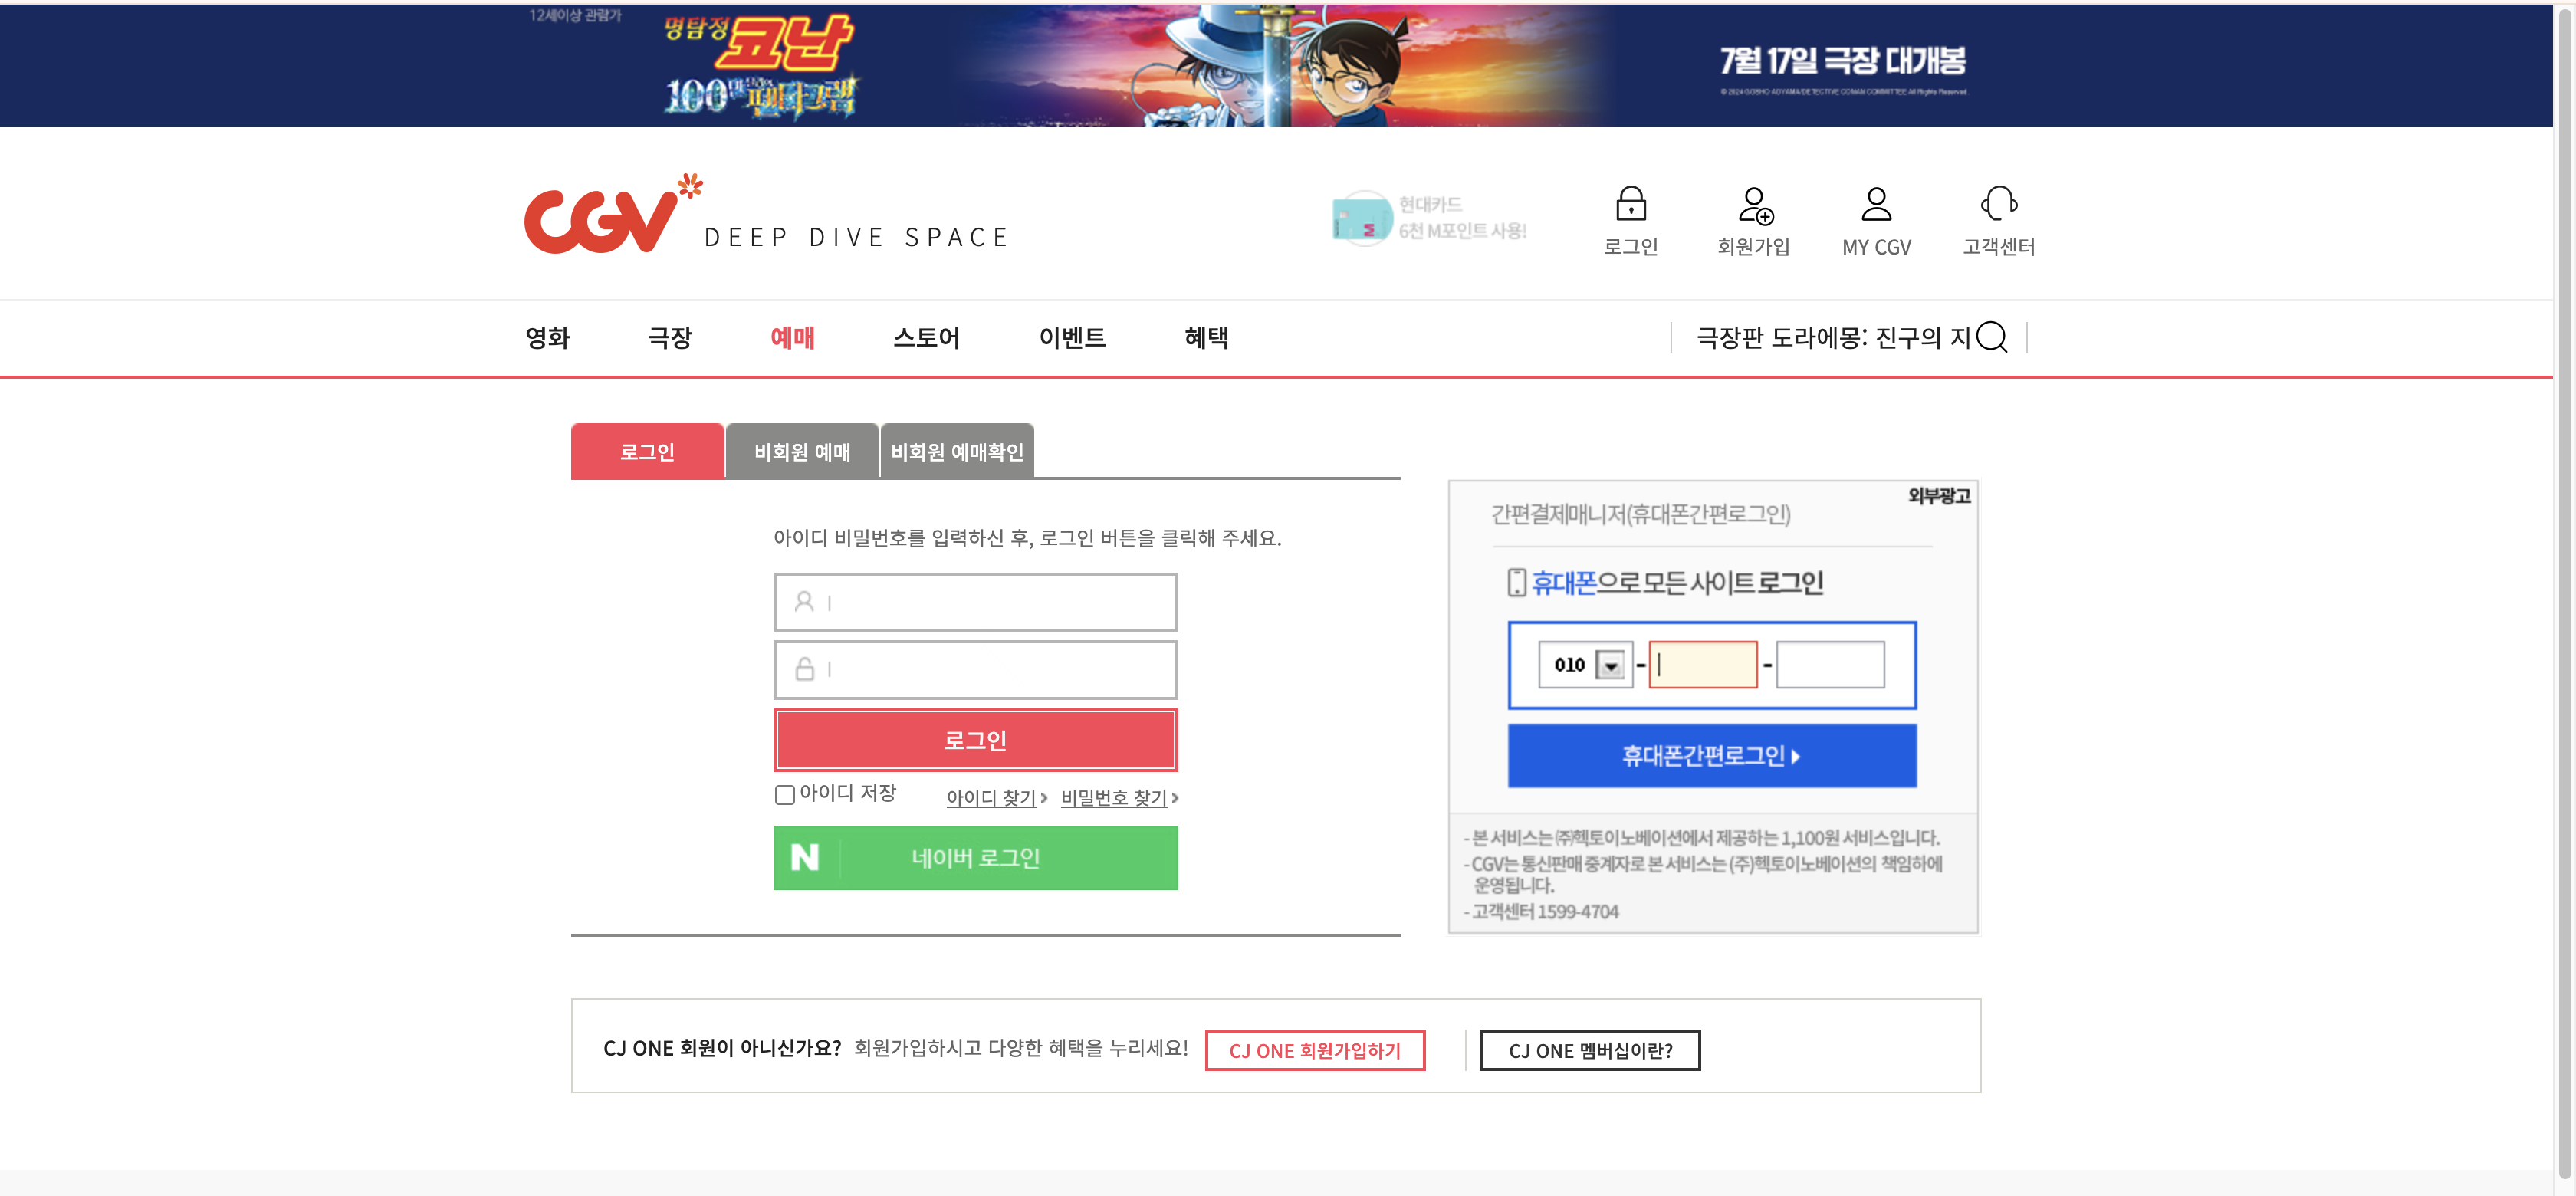 12세이상 관람가
명탐정
코난
100만 달러의 펜타그램
7월 17일 극장 대개봉
© 2024 GOSHO AOYAMA/DETECTIVE CONAN COMMITTEE All Rights Reserved.
CGV
DEEP DIVE SPACE
현대카드
6천 M포인트 사용!
M
로그인
회원가입
MY CGV
고객센터
영화
극장
예매
스토어
이벤트
혜택
극장판 도라에몽: 진구의 지
로그인
비회원 예매
비회원 예매확인
아이디 비밀번호를 입력하신 후, 로그인 버튼을 클릭해 주세요.
로그인
아이디 저장
아이디 찾기
비밀번호 찾기
N
네이버 로그인
외부광고
간편결제매니저(휴대폰간편로그인)
휴대폰으로 모든 사이트 로그인
010 - -
휴대폰간편로그인
- 본 서비스는 ㈜헥토이노베이션에서 제공하는 1,100원 서비스입니다.
- CGV는 통신판매 중계자로 본 서비스는 (주)헥토이노베이션의 책임하에
운영됩니다.
- 고객센터 1599-4704
CJ ONE 회원이 아니신가요? 회원가입하시고 다양한 혜택을 누리세요!
CJ ONE 회원가입하기
CJ ONE 멤버십이란?